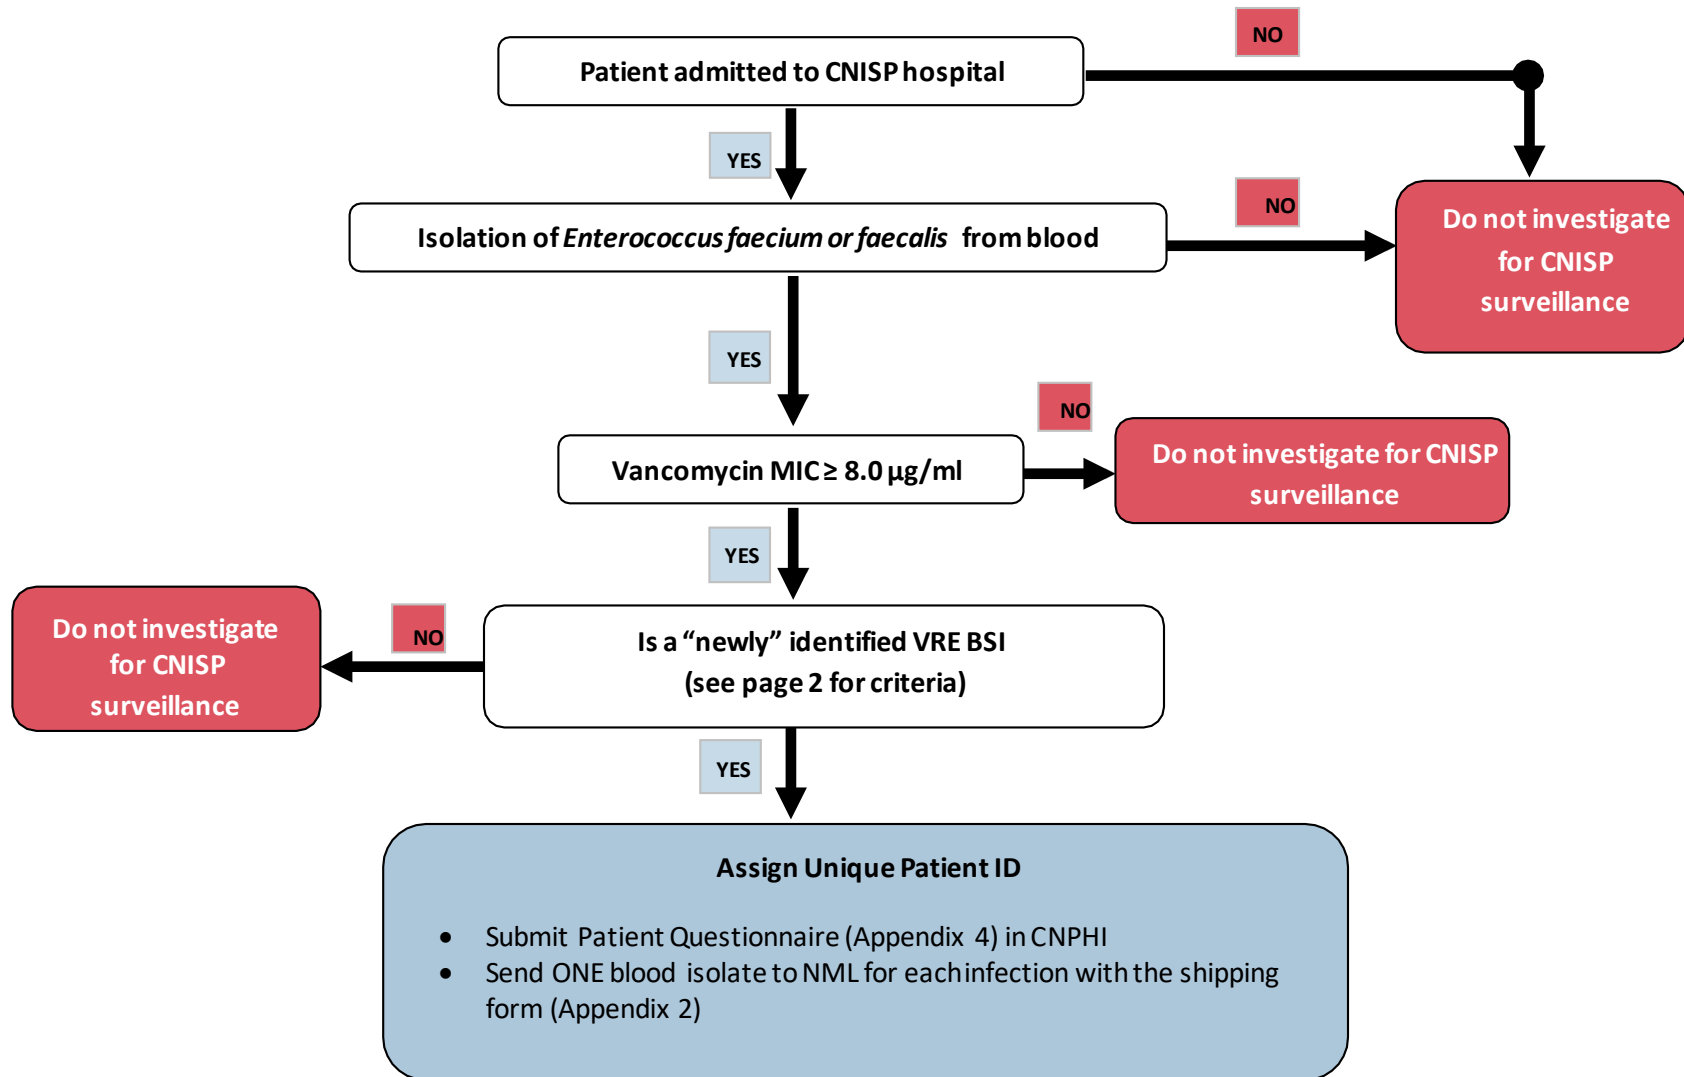 NO
Patient admitted to CNISP hospital
YES
NO
Isolation of Enterococcus faecium or faecalis from blood
Do not investigate
for CNISP
surveillance
YES
NO
Vancomycin MIC ≥ 8.0 µg/ml
Do not investigate for CNISP
surveillance
YES
NO
Do not investigate
for CNISP
surveillance
Is a “newly” identified VRE BSI
(see page 2 for criteria)
YES
Assign Unique Patient ID
• Submit Patient Questionnaire (Appendix 4) in CNPHI
• Send ONE blood isolate to NML for each infection with the shipping
form (Appendix 2)